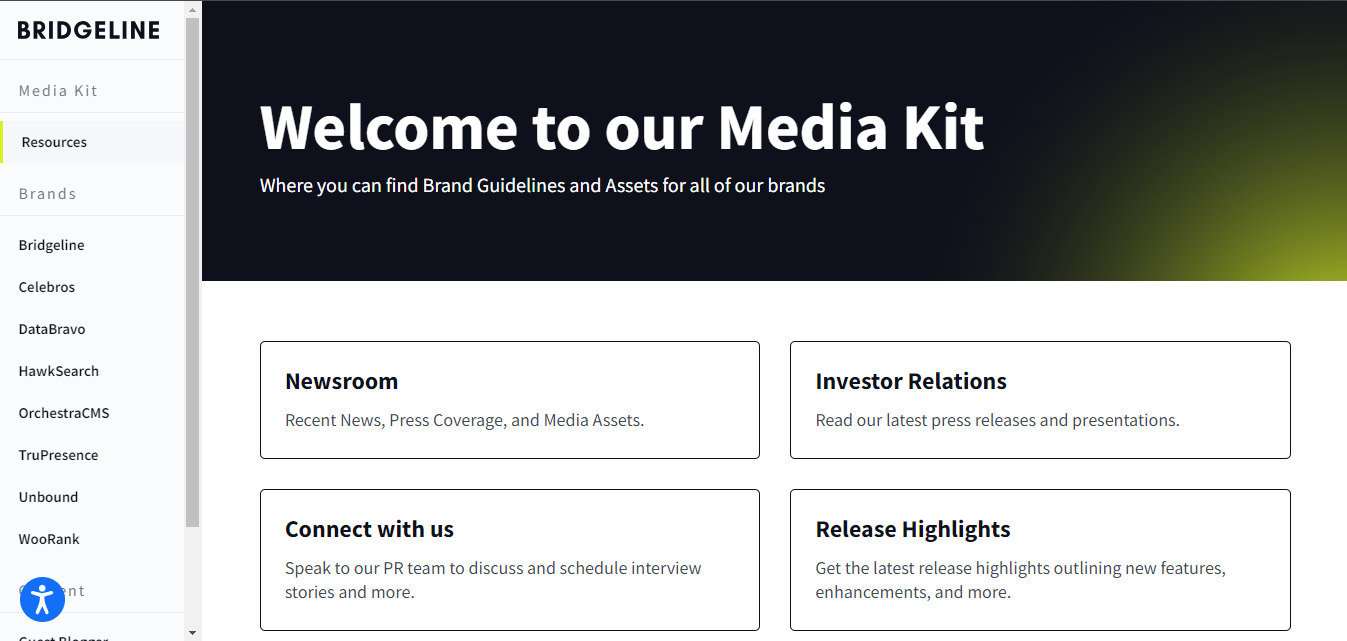 BRIDGELINE
Media Kit
Resources
Brands
Bridgeline
Celebros
DataBravo
HawkSearch
OrchestraCMS
TruPresence
Unbound
WooRank
Welcome to our Media Kit
Where you can find Brand Guidelines and Assets for all of our brands
Newsroom
Recent News, Press Coverage, and Media Assets.
Investor Relations
Read our latest press releases and presentations.
Connect with us
Speak to our PR team to discuss and schedule interview
stories and more.
Release Highlights
Get the latest release highlights outlining new features,
enhancements, and more.